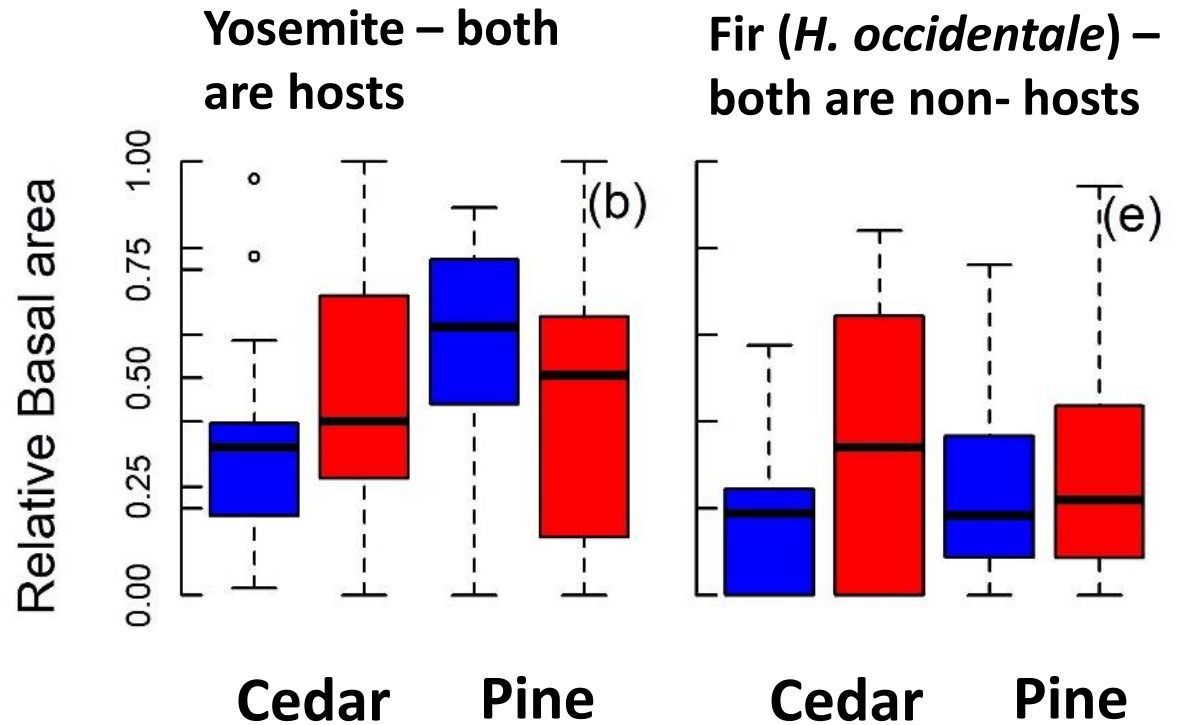 Yosemite – both
are hosts
Fir (H. occidentale) –
both are non- hosts
Relative Basal area
1.00
0.75
0.50
0.25
0.00
(b)
(e)
Cedar
Pine
Cedar
Pine